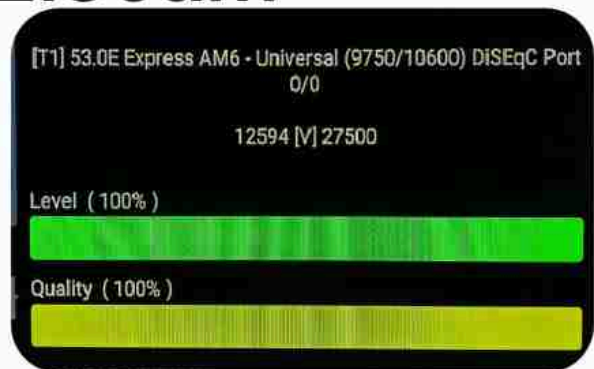 [T1] 53.0E Express AM6 - Universal (9750/10600) DiSEqC Port
0/0
12594 [V] 27500
Level ( 100% )
Quality ( 100% )